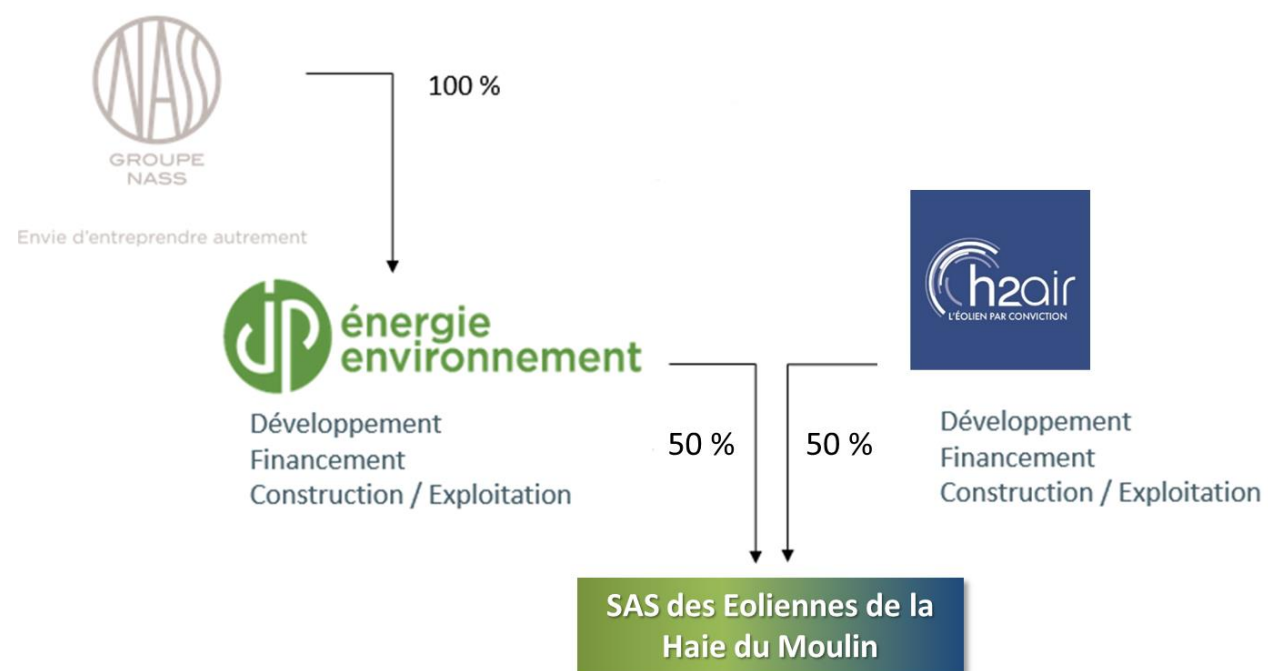 NASS
GROUPE
NASS
Envie d'entreprendre autrement
100 %
JP énergie
environnement
Développement
Financement
Construction / Exploitation
50 %
50 %
h2air
L'ÉOLIEN PAR CONVICTION
Développement
Financement
Construction / Exploitation
SAS des Eoliennes de la
Haie du Moulin